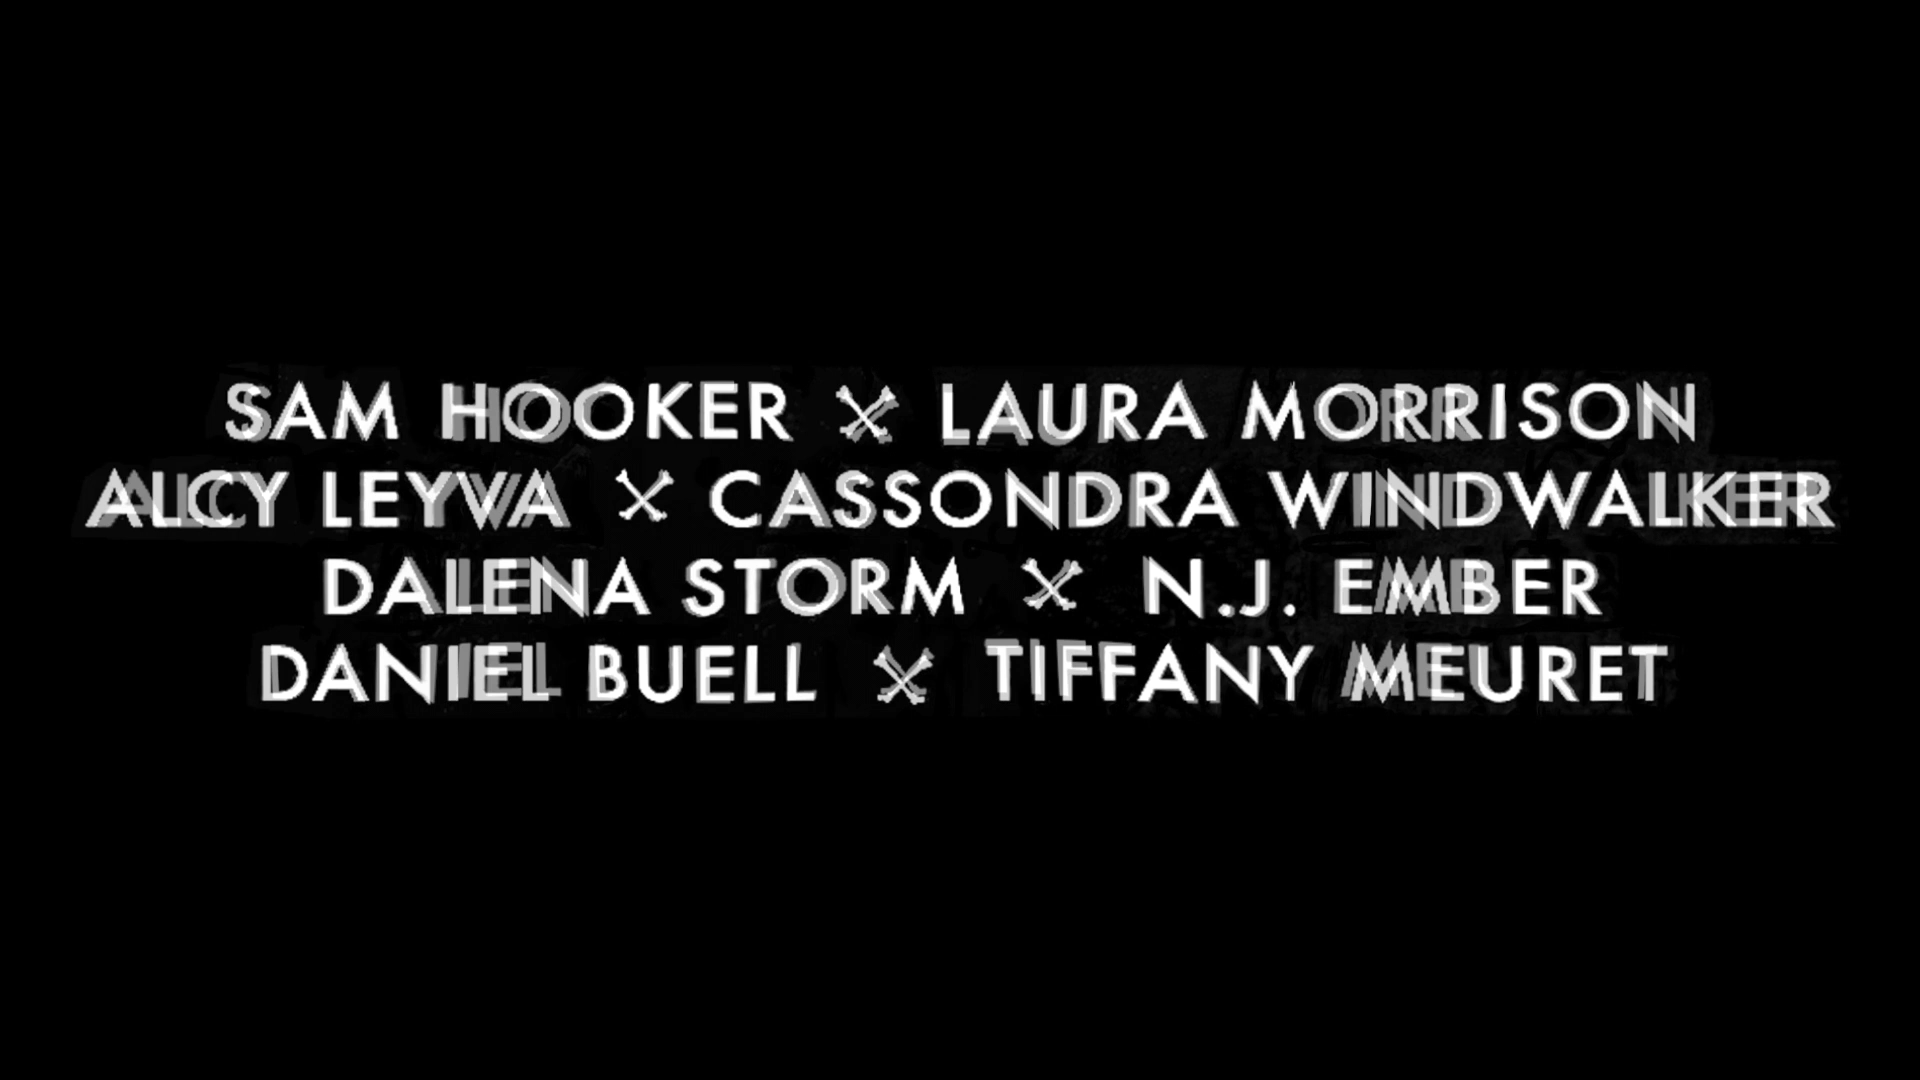 SAM HOOKER LAURA MORRISON
ALCY LEYVA CASSONDRA WINDWALKER
DALENA STORM N.J. EMBER
DANIEL BUELL TIFFANY MEURET